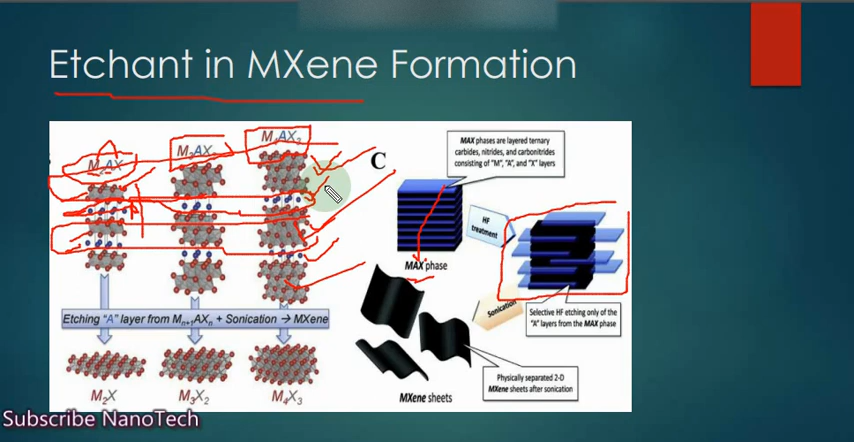 Etchant in MXene Formation
M2AX
M3AX2
M4AX3
C
MAX phases are layered ternary
carbides, nitrides, and carbonitrides
consisting of "M", "A", and "X" layers
HF
treatment
MAX phase
Sonication
Selective HF etching only of the
"A" layers from the MAX phase
Etching "A" layer from Mn+1AXn + Sonication → MXene
Physically separated 2-D
MXene sheets after sonication
M2X
M3X2
M4X3
MXene sheets
Subscribe NanoTech